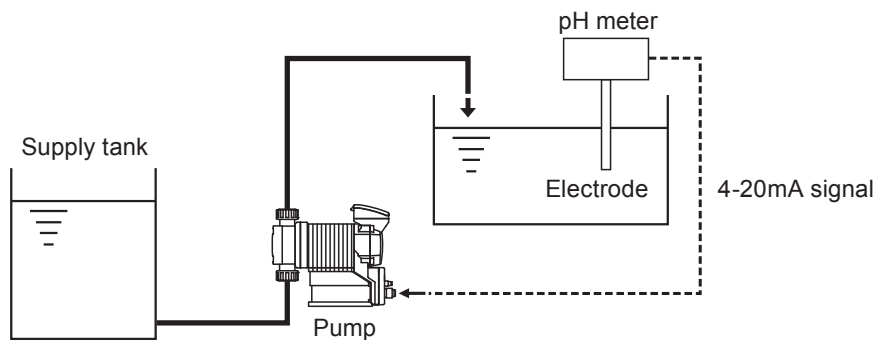 pH meter
Supply tank
Electrode
4-20mA signal
Pump